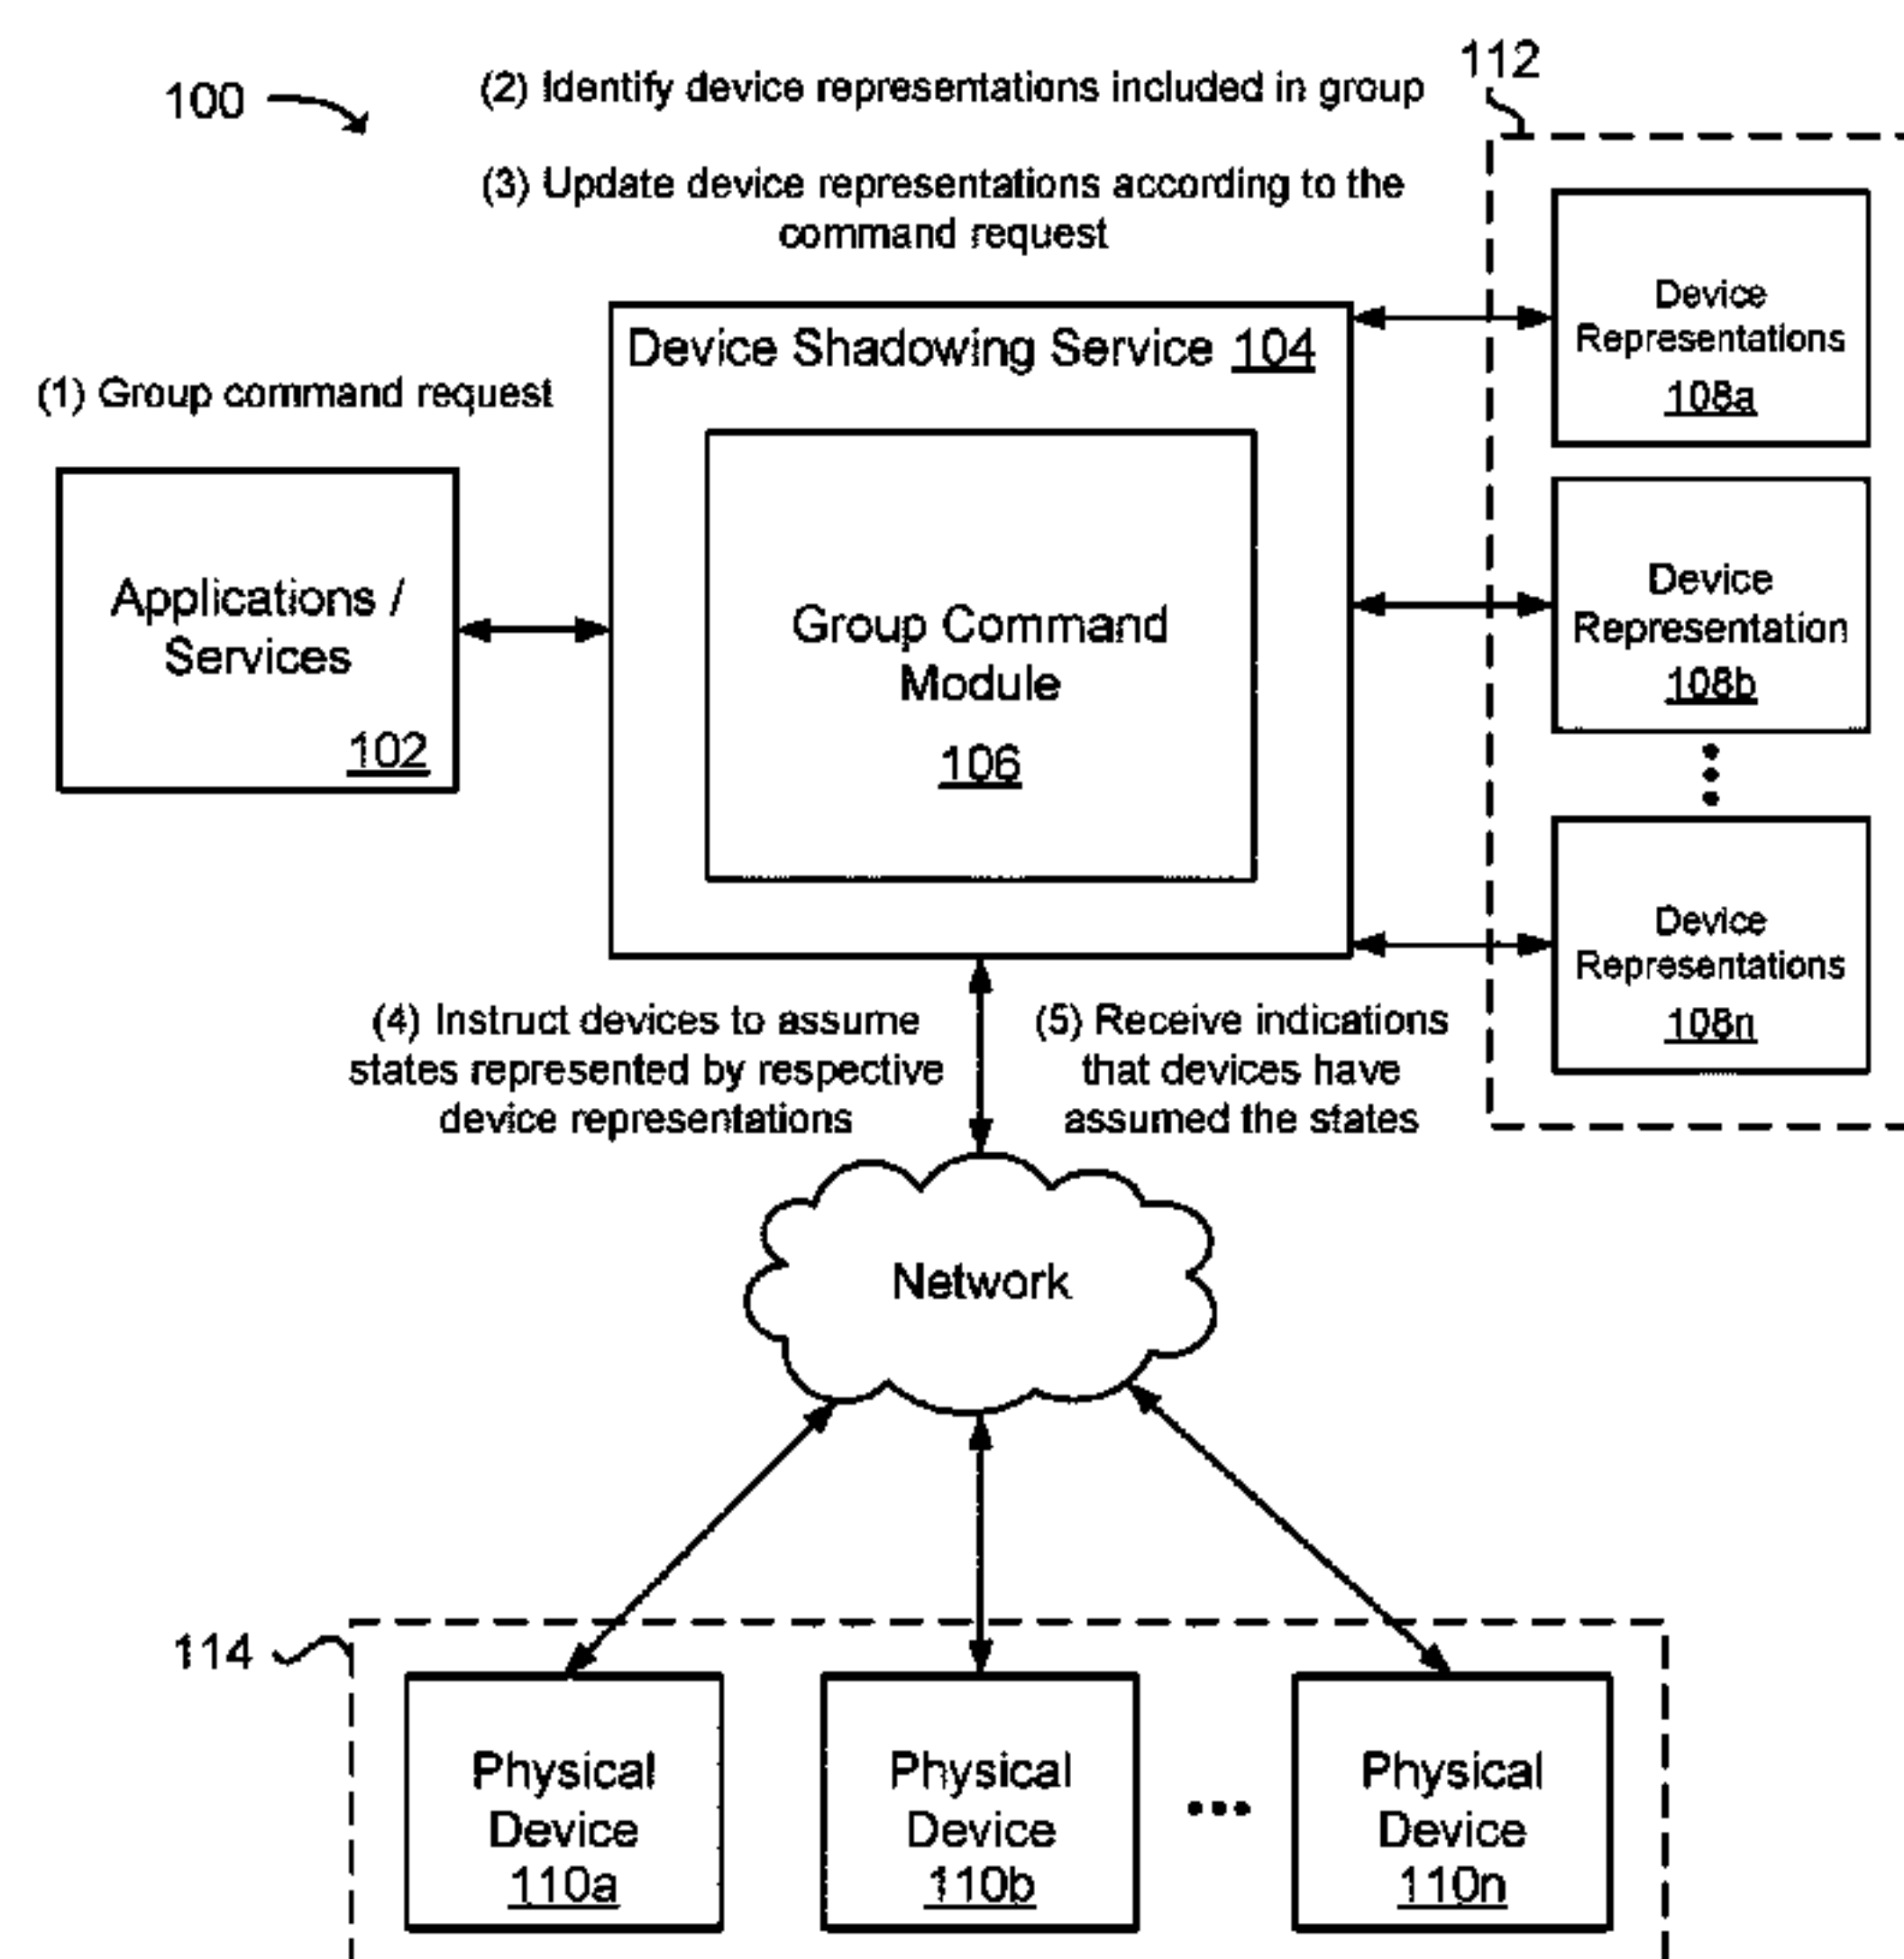 100
(2) Identify device representations included in group
112
(3) Update device representations according to the
command request
(1) Group command request
Device Shadowing Service 104
Group Command
Module
106
Applications /
Services
102
Device
Representations
108a
Device
Representation
108b
Device
Representations
108n
(4) Instruct devices to assume
states represented by respective
device representations
(5) Receive indications
that devices have
assumed the states
Network
114
Physical
Device
110a
Physical
Device
110b
Physical
Device
110n